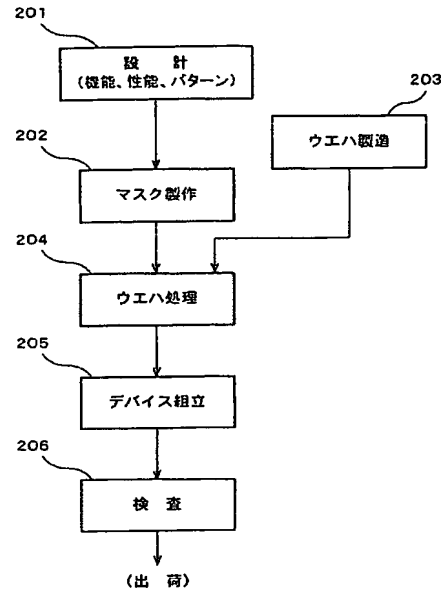 201
設 計
(機能、性能、パターン)
203
ウエハ製造
202
マスク製作
204
ウエハ処理
205
デバイス組立
206
検 査
(出 荷)